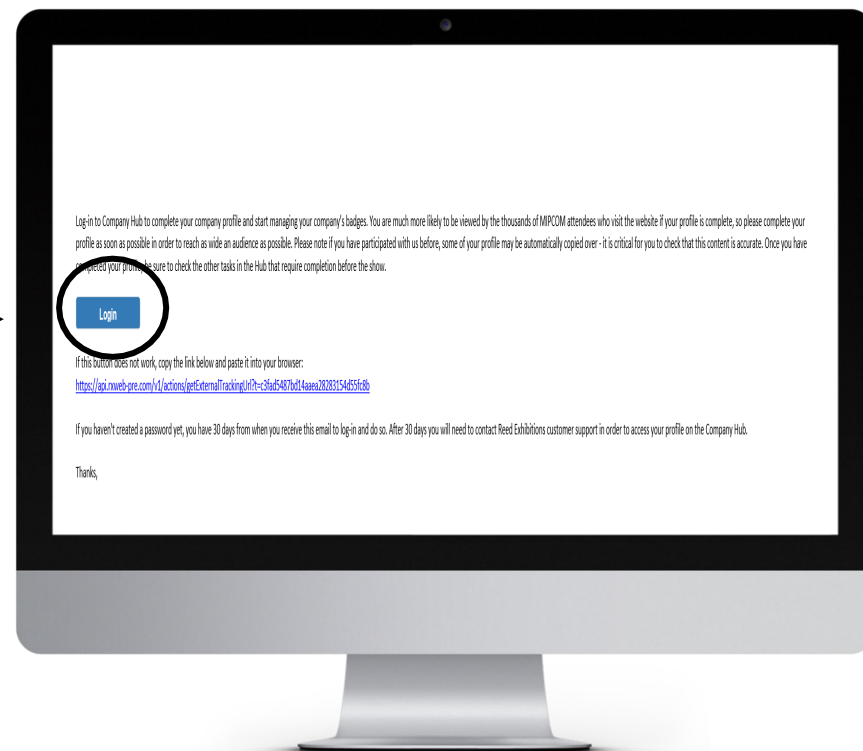 Log-in to Company Hub to complete your company profile and start managing your company's badges. You are much more likely to be viewed by the thousands of MIPCOM attendees who visit the website if your profile is complete, so please complete your
profile as soon as possible in order to reach as wide an audience as possible. Please note if you have participated with us before, some of your profile may be automatically copied over - it is critical for you to check that this content is accurate. Once you have
completed your profile, be sure to check the other tasks in the Hub that require completion before the show.
Login
If this button does not work, copy the link below and paste it into your browser:
https://api.rxweb-pre.com/v1/actions/getExternalTrackingUrl?t=c3fad5487bd14aaea28283154d55fc8b
If you haven't created a password yet, you have 30 days from when you receive this email to log-in and do so. After 30 days you will need to contact Reed Exhibitions customer support in order to access your profile on the Company Hub.
Thanks,